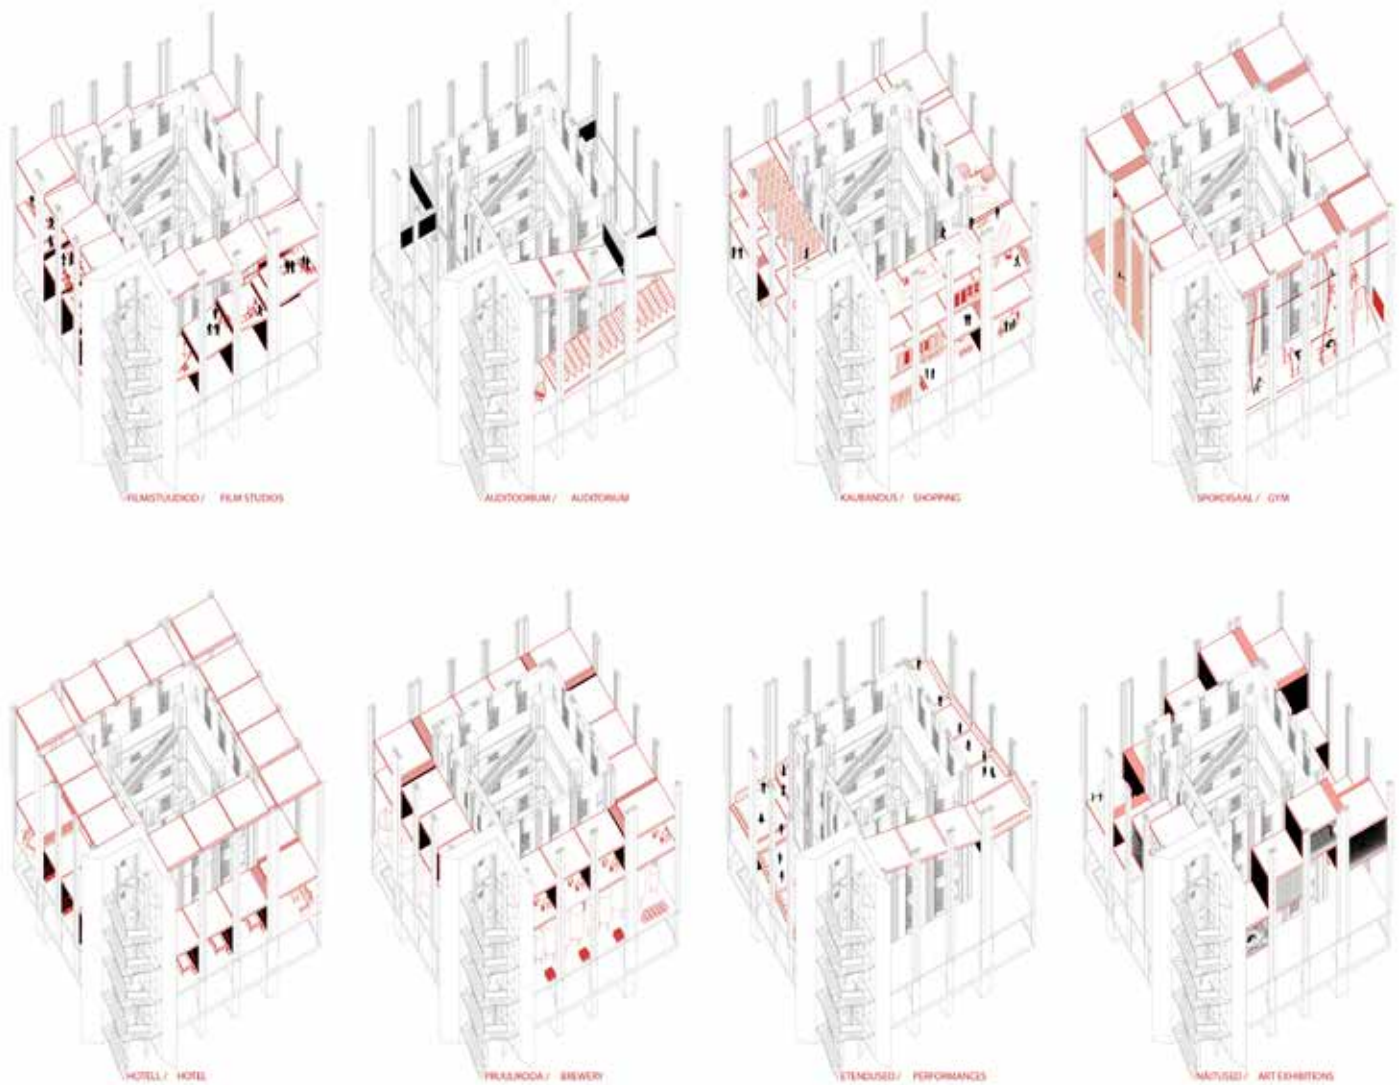 FILMISTUUDIOD / FILM STUDIOS
AUDITOORIUM / AUDITORIUM
KAUBANDUS / SHOPPING
SPORDISAAL / GYM
HOTELL / HOTEL
PRUULIKODA / BREWERY
ETENDUSED / PERFORMANCES
NÄITUSED / ART EXHIBITIONS